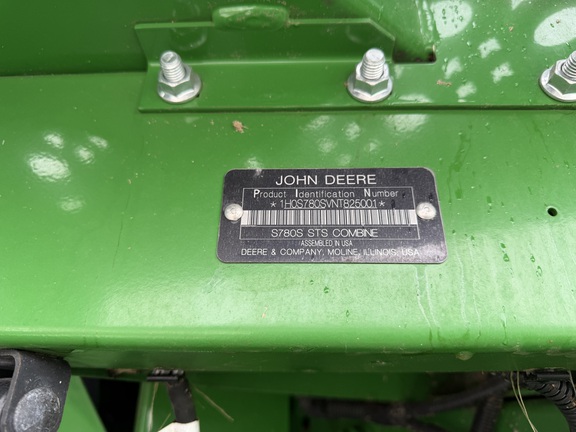 JOHN DEERE
Product Identification Number
*1H0S780SVNT825001*
S780S STS COMBINE
ASSEMBLED IN USA
DEERE & COMPANY, MOLINE, ILLINOIS, USA